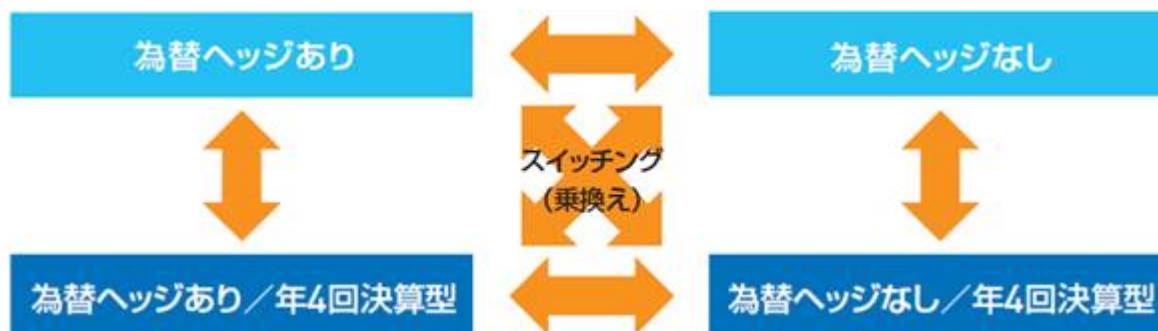 為替ヘッジあり
為替ヘッジなし
スイッチング
(乗換え)
為替ヘッジあり/年4回決算型
為替ヘッジなし/年4回決算型